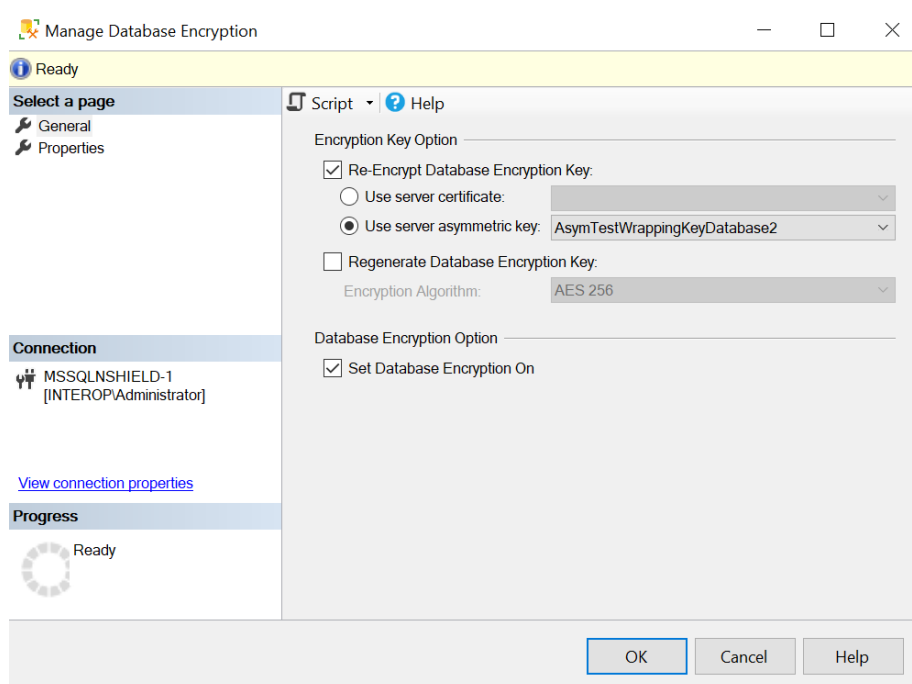 Manage Database Encryption
Ready
Select a page
General
Properties
Script
Help
Encryption Key Option
Re-Encrypt Database Encryption Key:
Use server certificate:
Use server asymmetric key: AsymTestWrappingKeyDatabase2
Regenerate Database Encryption Key:
Encryption Algorithm: AES 256
Database Encryption Option
Set Database Encryption On
Connection
MSSQLNSHIELD-1
[INTEROP\Administrator]
View connection properties
Progress
Ready
OK
Cancel
Help